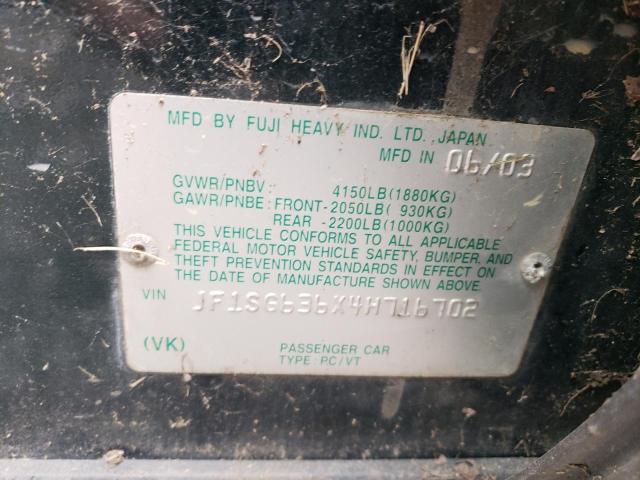 MFD BY FUJI HEAVY IND. LTD. JAPAN
MFD IN 06/03
GVWR/PNBV: 4150LB(1880KG)
GAWR/PNBE: FRONT-2050LB( 930KG)
REAR -2200LB(1000KG)
THIS VEHICLE CONFORMS TO ALL APPLICABLE
FEDERAL MOTOR VEHICLE SAFETY, BUMPER, AND
THEFT PREVENTION STANDARDS IN EFFECT ON
THE DATE OF MANUFACTURE SHOWN ABOVE.
VIN JF1SG636X4H716702
(VK) PASSENGER CAR
TYPE: PC/VT